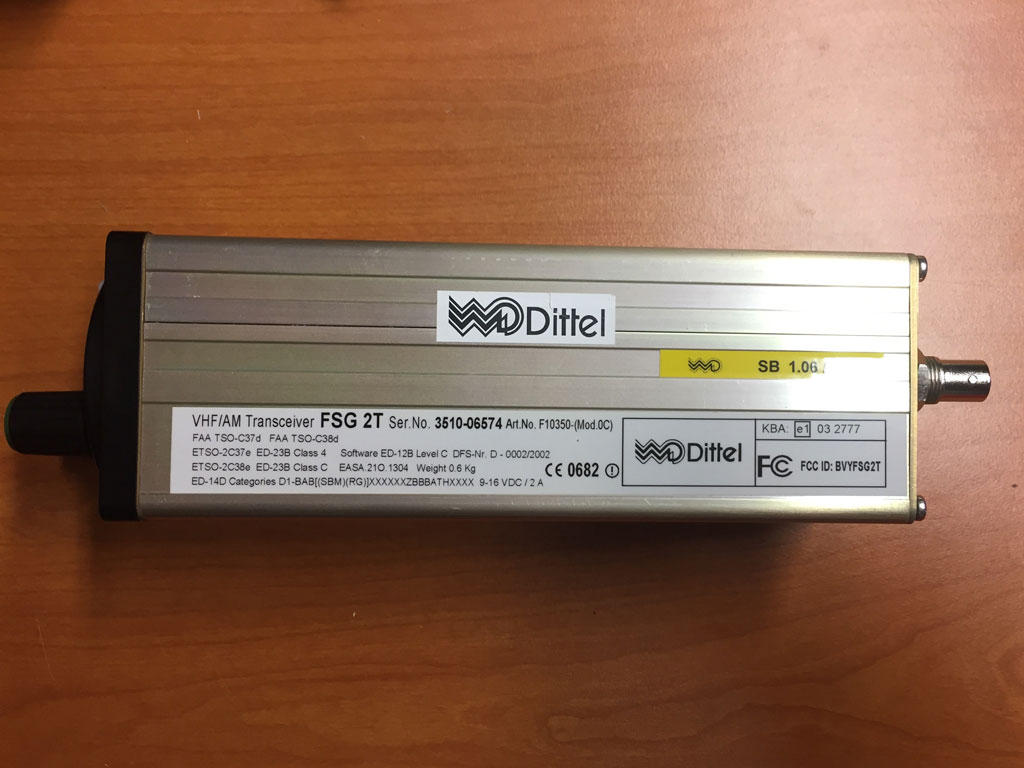 Dittel
SB 1.06
VHF/AM Transceiver FSG 2T Ser.No. 3510-06574 Art.No. F10350-(Mod.0C)
FAA TSO-C37d FAA TSO-C38d
ETSO-2C37e ED-23B Class 4 Software ED-12B Level C DFS-Nr. D - 0002/2002
ETSO-2C38e ED-23B Class C EASA.21O.1304 Weight 0.6 Kg
ED-14D Categories D1-BAB[(SBM)(RG)]XXXXXXZBBBATHXXXX 9-16 VDC / 2 A
CE 0682
Dittel
KBA: e1 03 2777
FC FCC ID: BVYFSG2T